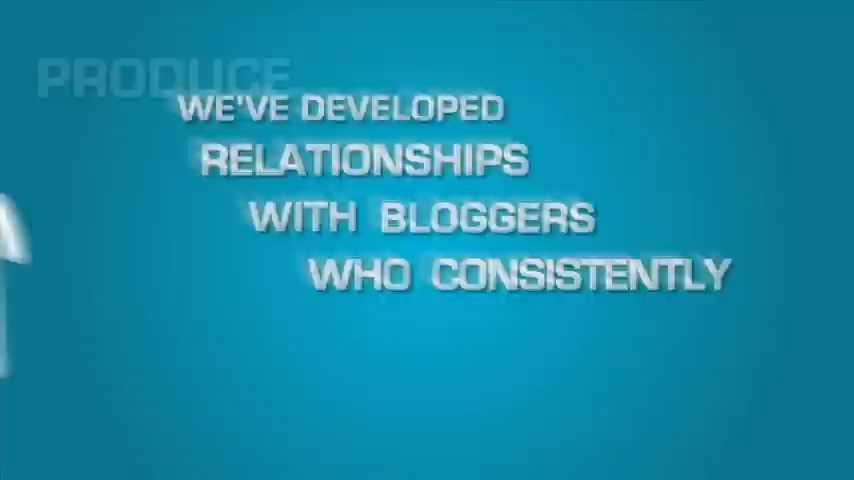 PRODUCE
WE'VE DEVELOPED
RELATIONSHIPS
WITH BLOGGERS
WHO CONSISTENTLY